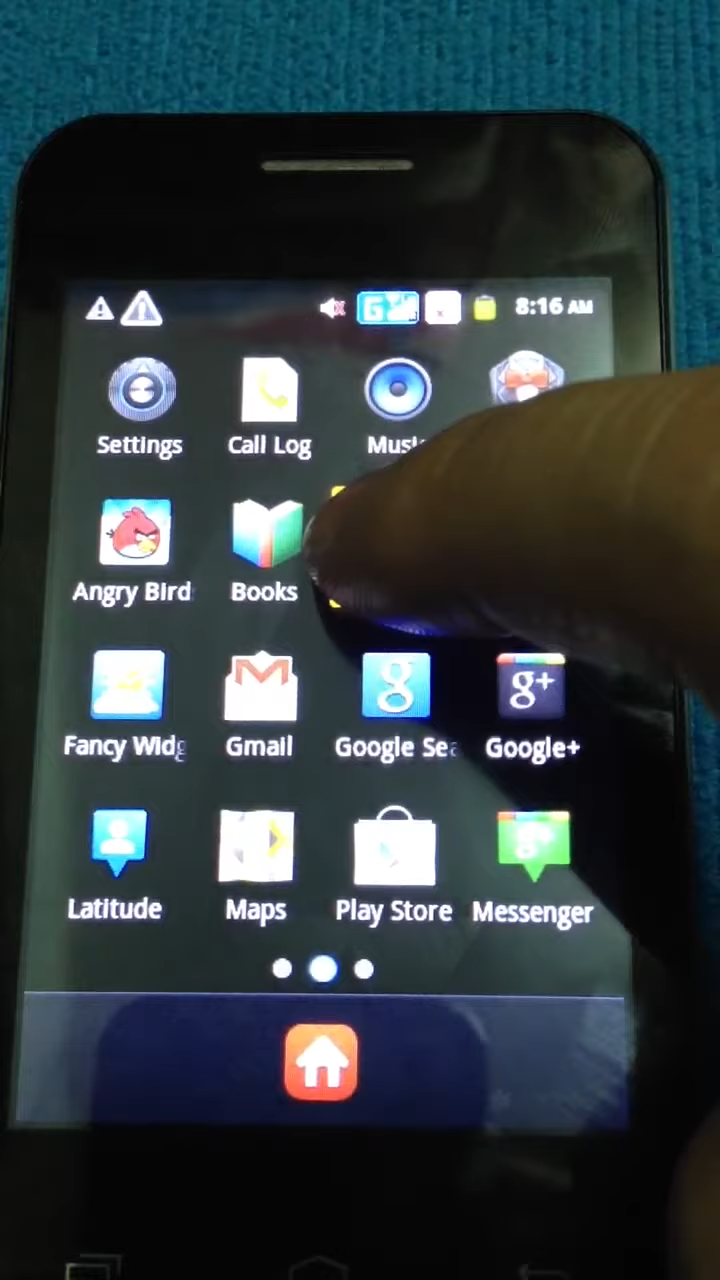 8:16 AM
Settings Call Log Music
Angry Bird Books
Fancy Widg Gmail Google Sea Google+
Latitude Maps Play Store Messenger